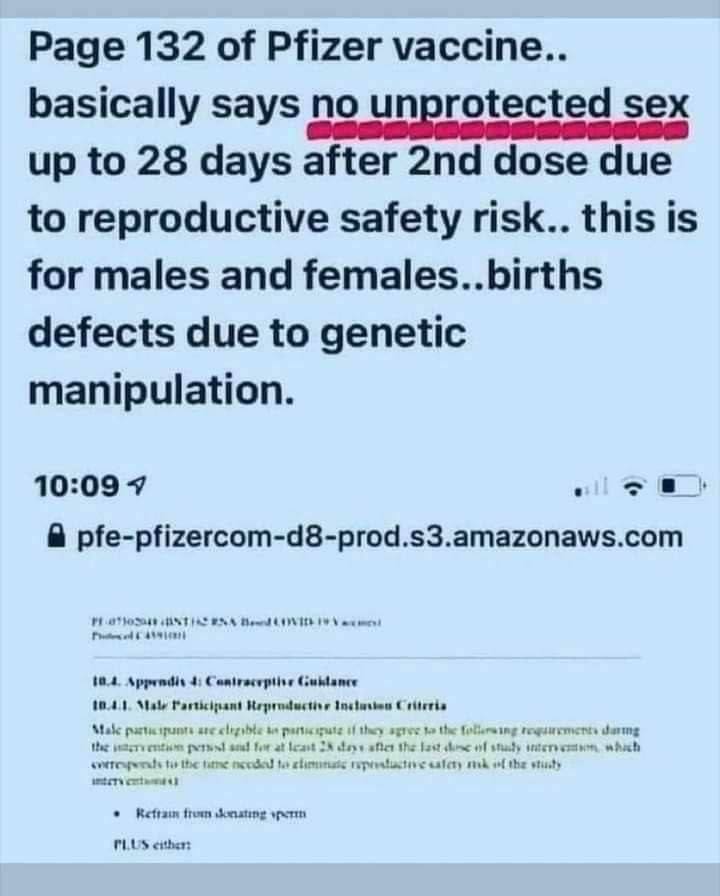 Page 132 of Pfizer vaccine..
basically says no unprotected sex
up to 28 days after 2nd dose due
to reproductive safety risk.. this is
for males and females..births
defects due to genetic
manipulation.
10:09
pfe-pfizercom-d8-prod.s3.amazonaws.com
PF-07302048 (BNT162 RNA-Based COVID-19 Vaccines)
Protocol C4591001
10.4. Appendix 4: Contraceptive Guidance
10.4.1. Male Participant Reproductive Inclusion Criteria
Male participants are eligible to participate if they agree to the following requirements during
the intervention period and for at least 28 days after the last dose of study intervention, which
corresponds to the time needed to eliminate reproductive safety risk of the study
intervention(s):
• Refrain from donating sperm
PLUS either: